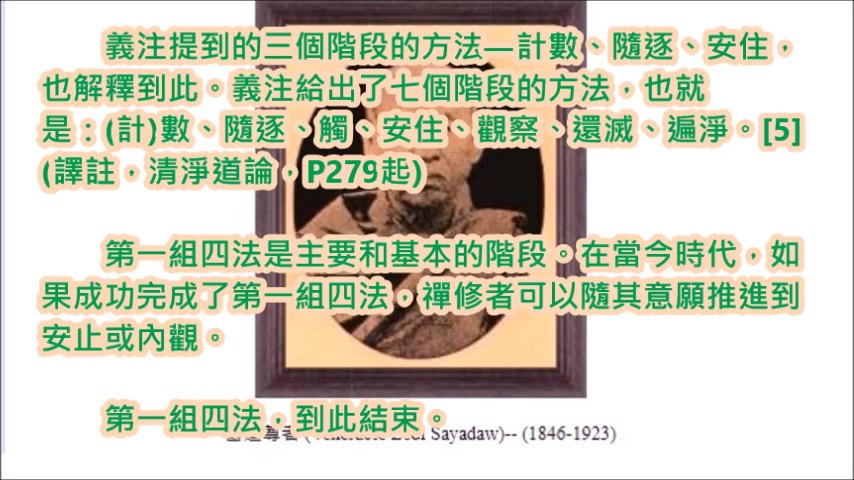 義注提到的三個階段的方法—計數、隨逐、安住，
也解釋到此。義注給出了七個階段的方法，也就
是：(計)數、隨逐、觸、安住、觀察、還滅、遍淨。[5]
(譯註，清淨道論，P279起)
第一組四法是主要和基本的階段。在當今時代，如
果成功完成了第一組四法，禪修者可以隨其意願推進到
安止或內觀。
第一組四法，到此結束。
Sayadaw)-- (1846-1923)